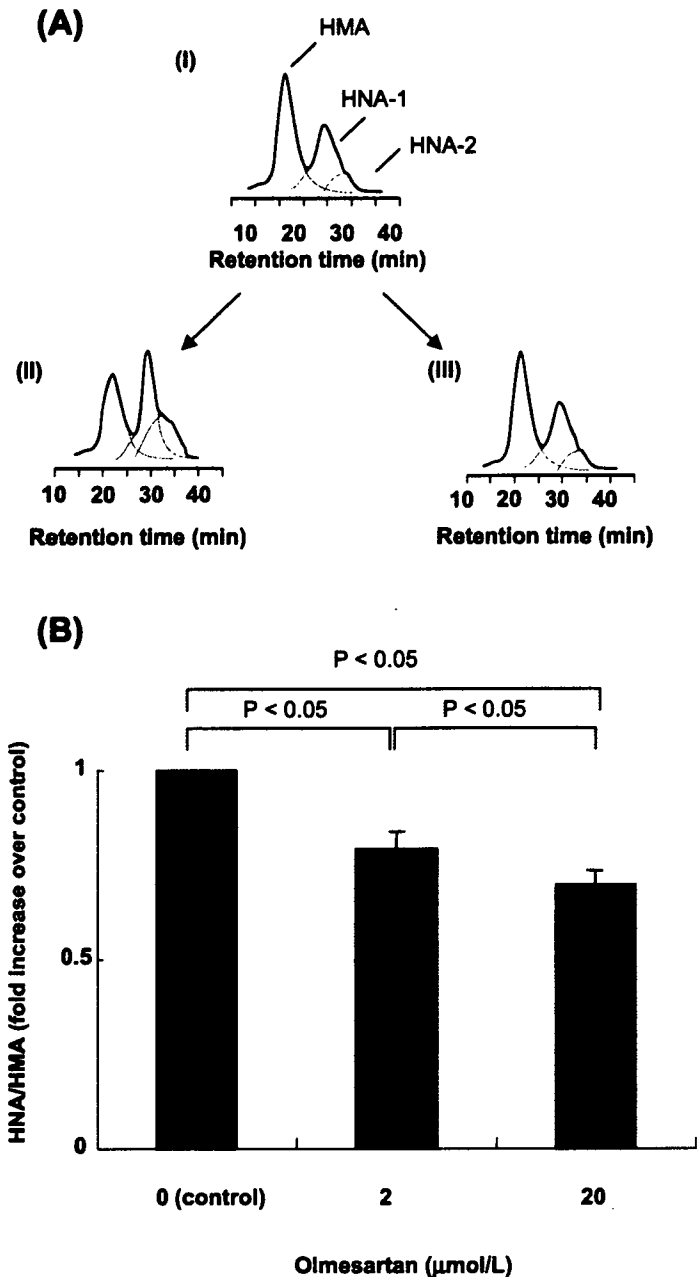 (A)
(I)
HMA
HNA-1
HNA-2
10 20 30 40
Retention time (min)
(II)
10 20 30 40
Retention time (min)
(III)
10 20 30 40
Retention time (min)
(B)
P < 0.05
P < 0.05 P < 0.05
HNA/HMA (fold increase over control)
1
0.5
0
0 (control) 2 20
Olmesartan (μmol/L)